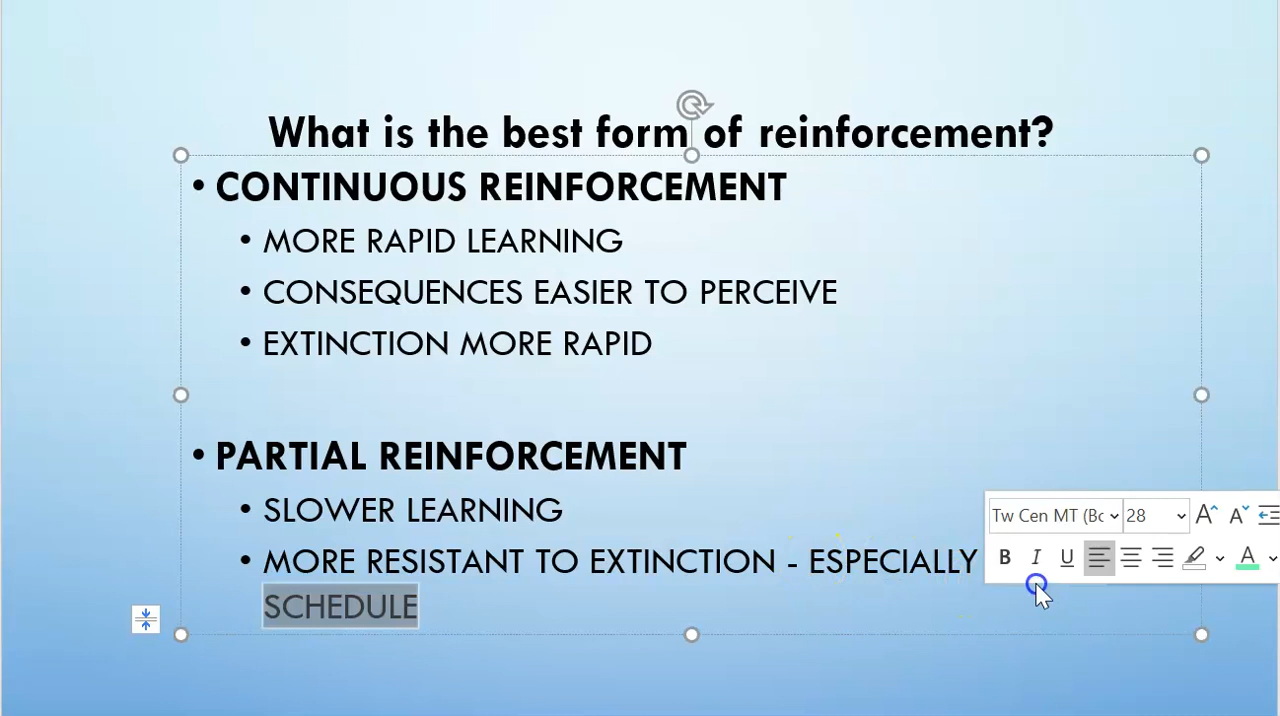 What is the best form of reinforcement?
• CONTINUOUS REINFORCEMENT
• MORE RAPID LEARNING
• CONSEQUENCES EASIER TO PERCEIVE
• EXTINCTION MORE RAPID
• PARTIAL REINFORCEMENT
• SLOWER LEARNING
Tw Cen MT (Bo 28 A A
• MORE RESISTANT TO EXTINCTION - ESPECIALLY
B I U A
SCHEDULE